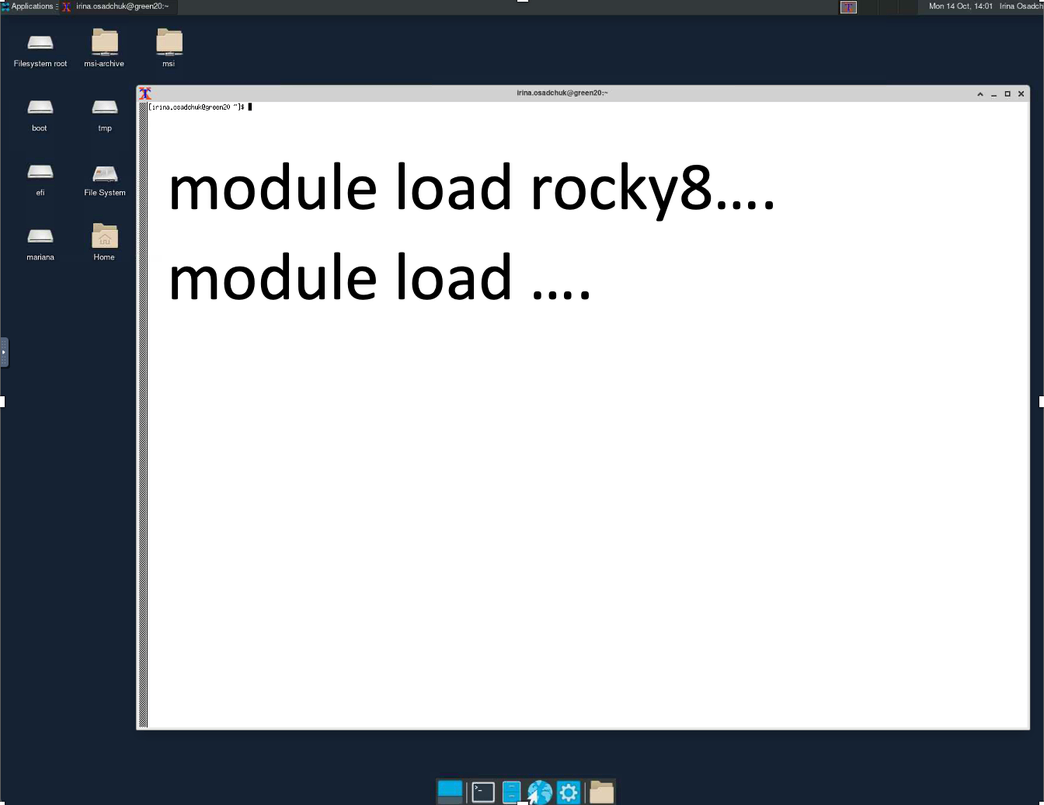 Applications : irina.osadchuk@green20:~ Mon 14 Oct, 14:01 Irina Osadch
Filesystem root msi-archive msi
irina.osadchuk@green20:~
[irina.osadchuk@green20 ~]$
boot tmp
module load rocky8....
efi File System
module load ....
mariana Home